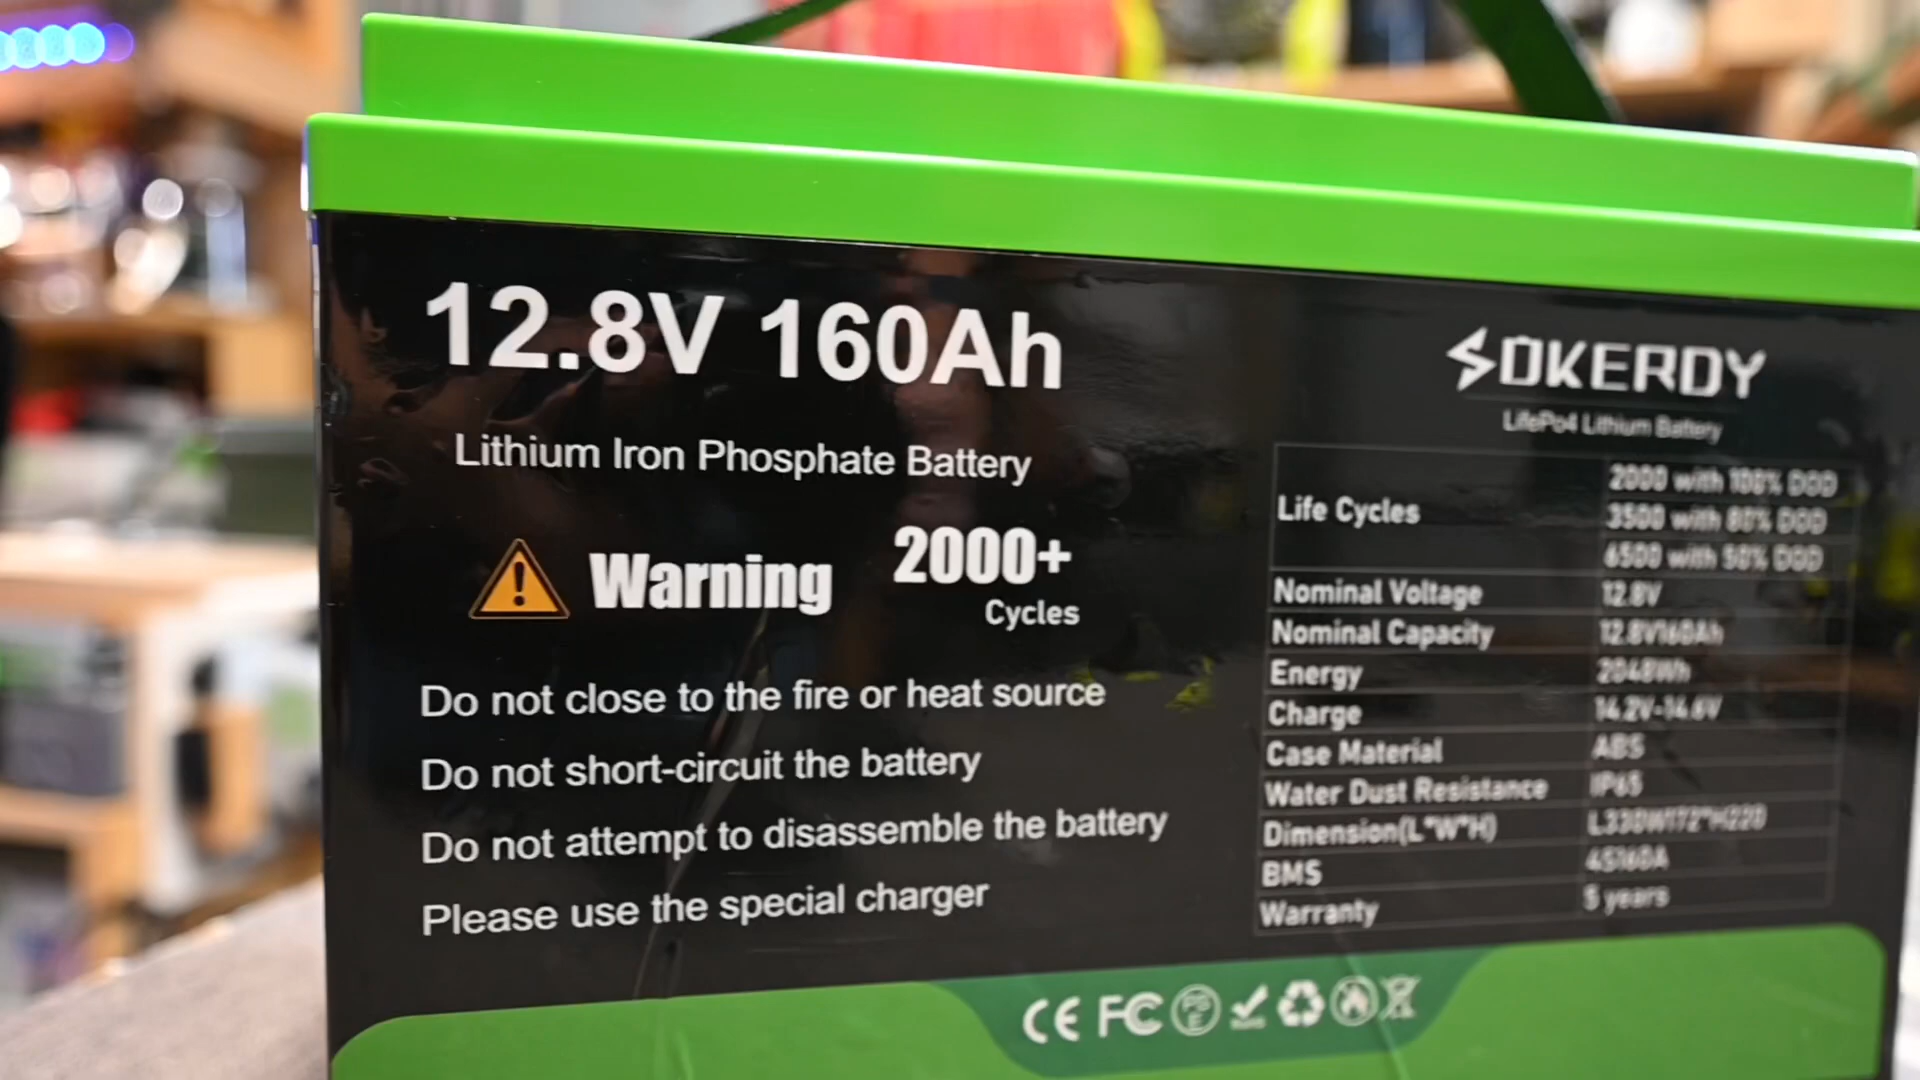 12.8V 160Ah
Lithium Iron Phosphate Battery
Warning
2000+
Cycles
Do not close to the fire or heat source
Do not short-circuit the battery
Do not attempt to disassemble the battery
Please use the special charger
SOKERDY
LifePo4 Lithium Battery
Life Cycles
2000 with 100% DOD
3500 with 80% DOD
6500 with 50% DOD
Nominal Voltage 12.8V
Nominal Capacity 12.8V160Ah
Energy 2048Wh
Charge 14.2V-14.6V
Case Material ABS
Water Dust Resistance IP65
Dimension(L*W*H) L330W172*H220
BMS 4S160A
Warranty 5 years
CE FC PS E